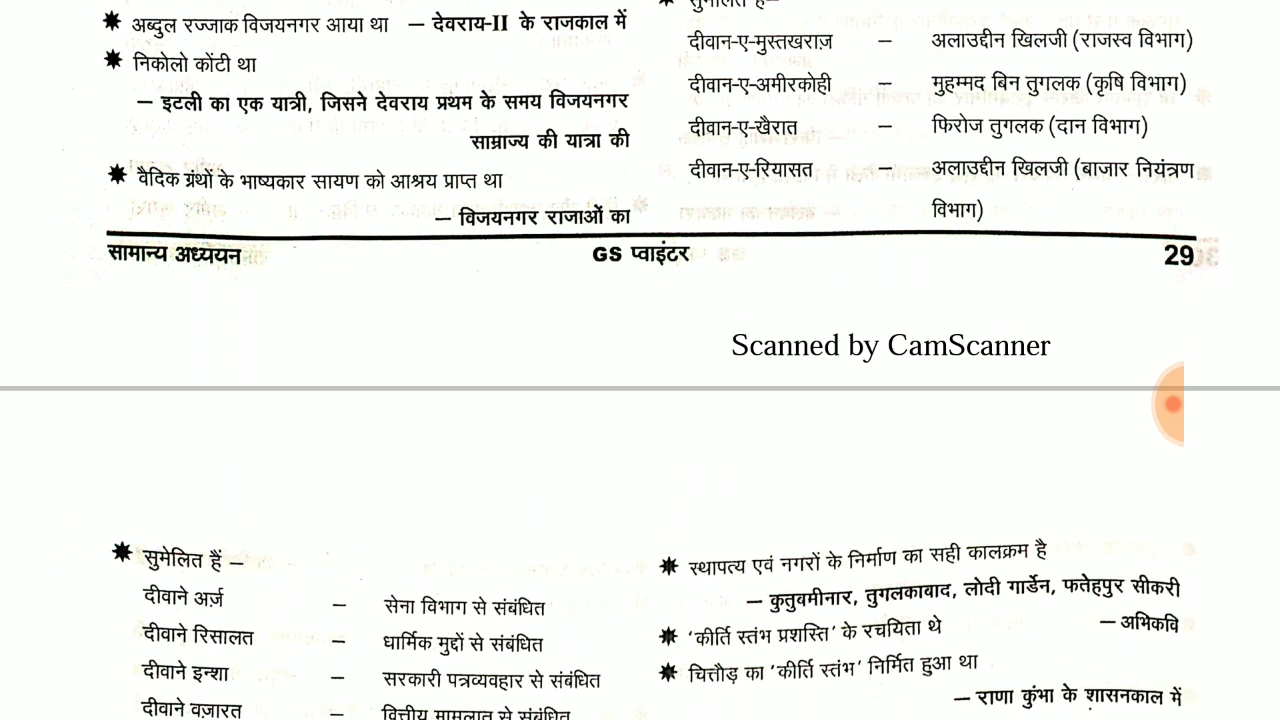 ✷ अब्दुल रज्जाक विजयनगर आया था – देवराय-II के राजकाल में
✷ निकोलो कोंटी था
– इटली का एक यात्री, जिसने देवराय प्रथम के समय विजयनगर
साम्राज्य की यात्रा की
✷ वैदिक ग्रंथों के भाष्यकार सायण को आश्रय प्राप्त था
– विजयनगर राजाओं का
✷ सुमेलित हैं–
दीवान-ए-मुस्तखराज़ – अलाउद्दीन खिलजी (राजस्व विभाग)
दीवान-ए-अमीरकोही – मुहम्मद बिन तुगलक (कृषि विभाग)
दीवान-ए-खैरात – फिरोज तुगलक (दान विभाग)
दीवान-ए-रियासत – अलाउद्दीन खिलजी (बाजार नियंत्रण
विभाग)
सामान्य अध्ययन GS प्वाइंटर 29
Scanned by CamScanner
✷ सुमेलित हैं –
दीवाने अर्ज़ – सेना विभाग से संबंधित
दीवाने रिसालत – धार्मिक मुद्दों से संबंधित
दीवाने इन्शा – सरकारी पत्रव्यवहार से संबंधित
दीवाने वज़ारत – वित्तीय मामलात से संबंधित
✷ स्थापत्य एवं नगरों के निर्माण का सही कालक्रम है
– कुतुबमीनार, तुगलकाबाद, लोदी गार्डेन, फतेहपुर सीकरी
✷ 'कीर्ति स्तंभ प्रशस्ति' के रचयिता थे – अभिकवि
✷ चित्तौड़ का 'कीर्ति स्तंभ' निर्मित हुआ था
– राणा कुंभा के शासनकाल में